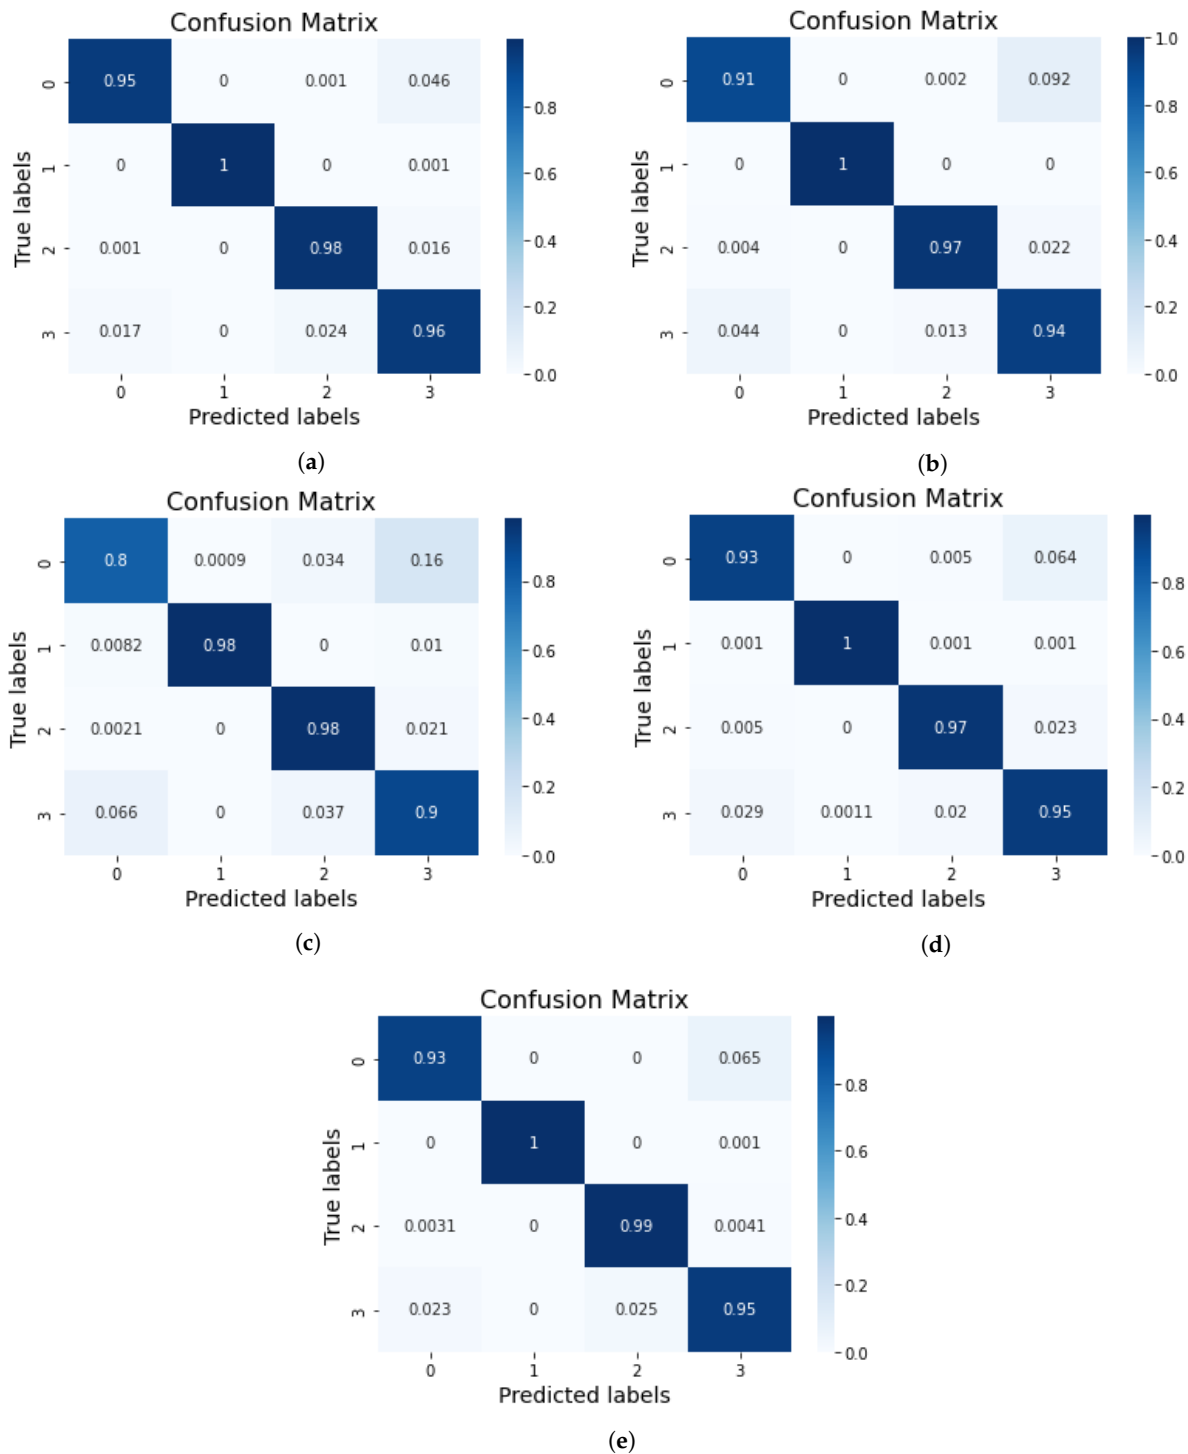 Confusion Matrix
True labels
0 0.95 0 0.001 0.046
1 0 1 0 0.001
2 0.001 0 0.98 0.016
3 0.017 0 0.024 0.96
0 1 2 3
Predicted labels
0.8
0.6
0.4
0.2
0.0
(a)
Confusion Matrix
True labels
0 0.91 0 0.002 0.092
1 0 1 0 0
2 0.004 0 0.97 0.022
3 0.044 0 0.013 0.94
0 1 2 3
Predicted labels
1.0
0.8
0.6
0.4
0.2
0.0
(b)
Confusion Matrix
True labels
0 0.8 0.0009 0.034 0.16
1 0.0082 0.98 0 0.01
2 0.0021 0 0.98 0.021
3 0.066 0 0.037 0.9
0 1 2 3
Predicted labels
0.8
0.6
0.4
0.2
0.0
(c)
Confusion Matrix
True labels
0 0.93 0 0.005 0.064
1 0.001 1 0.001 0.001
2 0.005 0 0.97 0.023
3 0.029 0.0011 0.02 0.95
0 1 2 3
Predicted labels
0.8
0.6
0.4
0.2
0.0
(d)
Confusion Matrix
True labels
0 0.93 0 0 0.065
1 0 1 0 0.001
2 0.0031 0 0.99 0.0041
3 0.023 0 0.025 0.95
0 1 2 3
Predicted labels
0.8
0.6
0.4
0.2
0.0
(e)